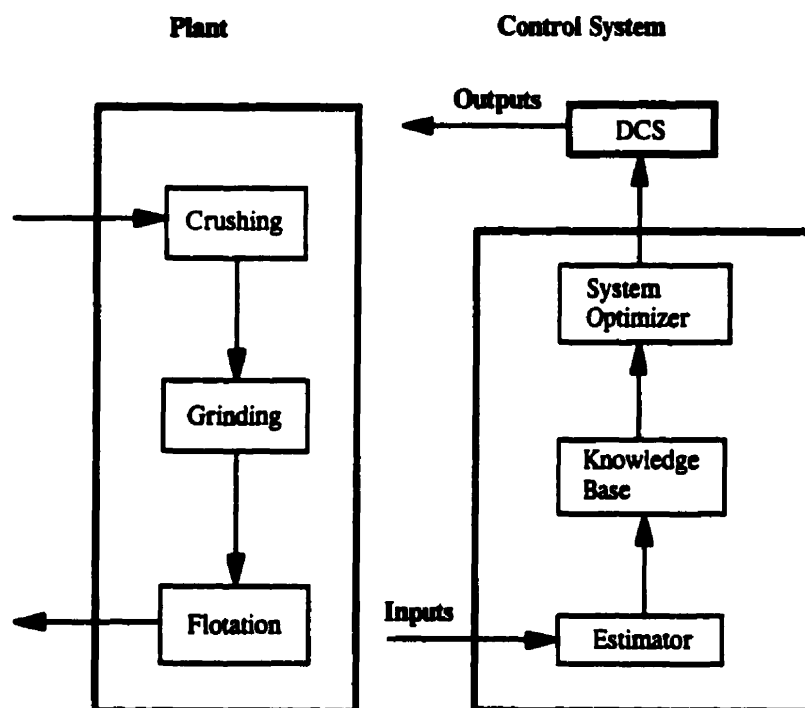 Plant
Control System
Outputs
DCS
Crushing
System
Optimizer
Grinding
Knowledge
Base
Inputs
Flotation
Estimator